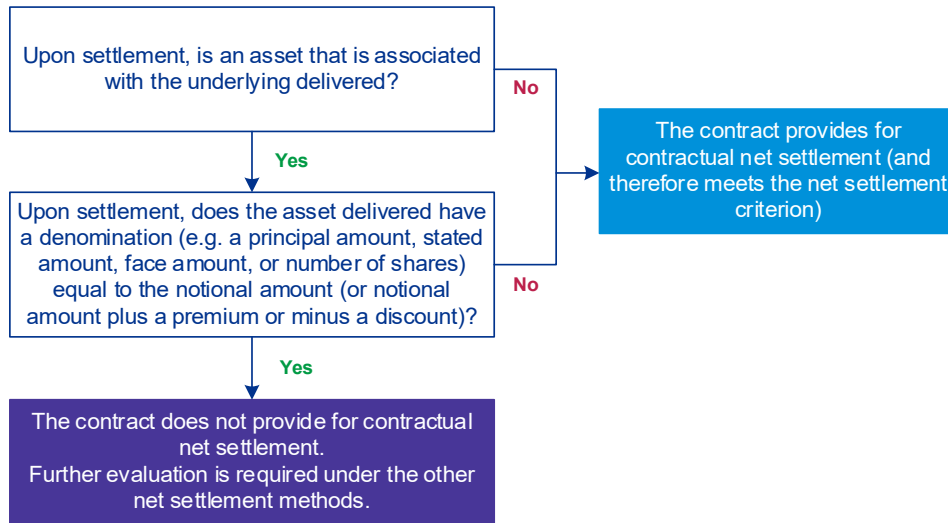 Upon settlement, is an asset that is associated
with the underlying delivered?
No
The contract provides for
contractual net settlement (and
therefore meets the net settlement
criterion)
Yes
Upon settlement, does the asset delivered have
a denomination (e.g. a principal amount, stated
amount, face amount, or number of shares)
equal to the notional amount (or notional
amount plus a premium or minus a discount)?
No
Yes
The contract does not provide for contractual
net settlement.
Further evaluation is required under the other
net settlement methods.